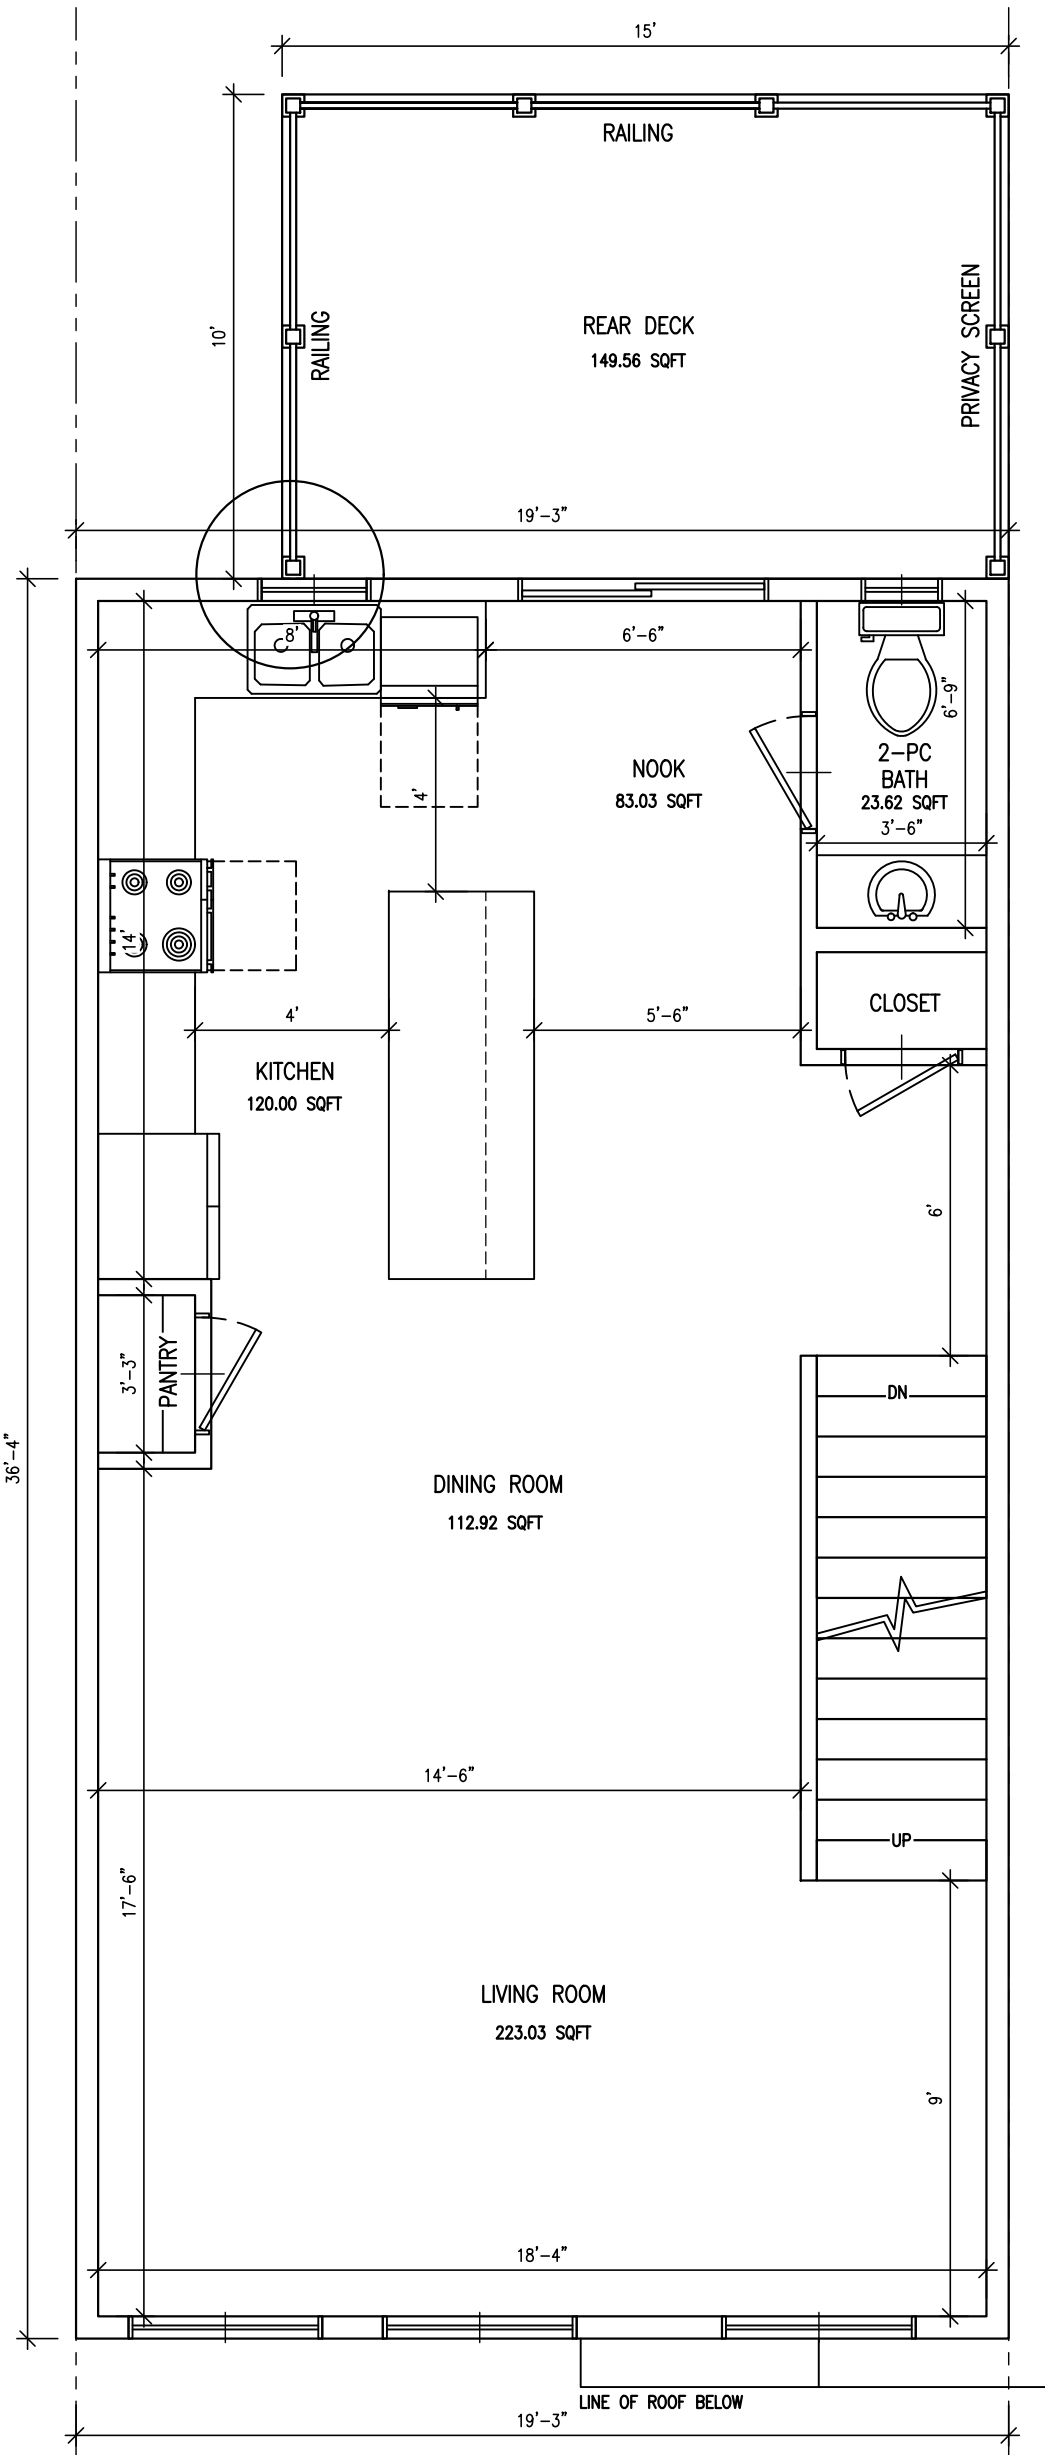 15'
RAILING
10'
RAILING
REAR DECK
149.56 SQFT
PRIVACY SCREEN
19'-3"
8'
6'-6"
6'-9"
2-PC
BATH
23.62 SQFT
3'-6"
NOOK
83.03 SQFT
4'
14'
CLOSET
4'
5'-6"
KITCHEN
120.00 SQFT
6'
3'-3"
PANTRY
DN
36'-4"
DINING ROOM
112.92 SQFT
14'-6"
UP
17'-6"
LIVING ROOM
223.03 SQFT
9'
18'-4"
LINE OF ROOF BELOW
19'-3"